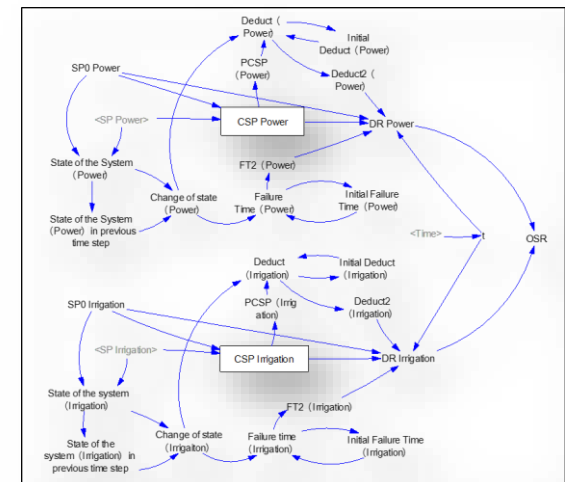 Deduct (
Power)
Initial
Deduct (Power)
SP0 Power
PCSP
(Power)
Deduct2 (
Power)
<SP Power>
CSP Power
DR Power
State of the System
(Power)
FT2 (Power)
Change of state
(Power)
Failure
Time (Power)
Initial Failure
Time (Power)
State of the System
(Power) in previous
time step
<Time>
t
OSR
Deduct
(Irrigation)
Initial Deduct
(Irrigation)
SP0 Irrigation
PCSP (Irrig
ation)
Deduct2
(Irrigation)
<SP Irrigation>
CSP Irrigation
DR Irrigation
State of the system
(Irrigation)
FT2 (Irrigation)
Change of state
(Irrigaiton)
Failure time
(Irrigation)
Initial Failure Time
(Irrigation)
State of the
system (Irrigation) in
previous time step